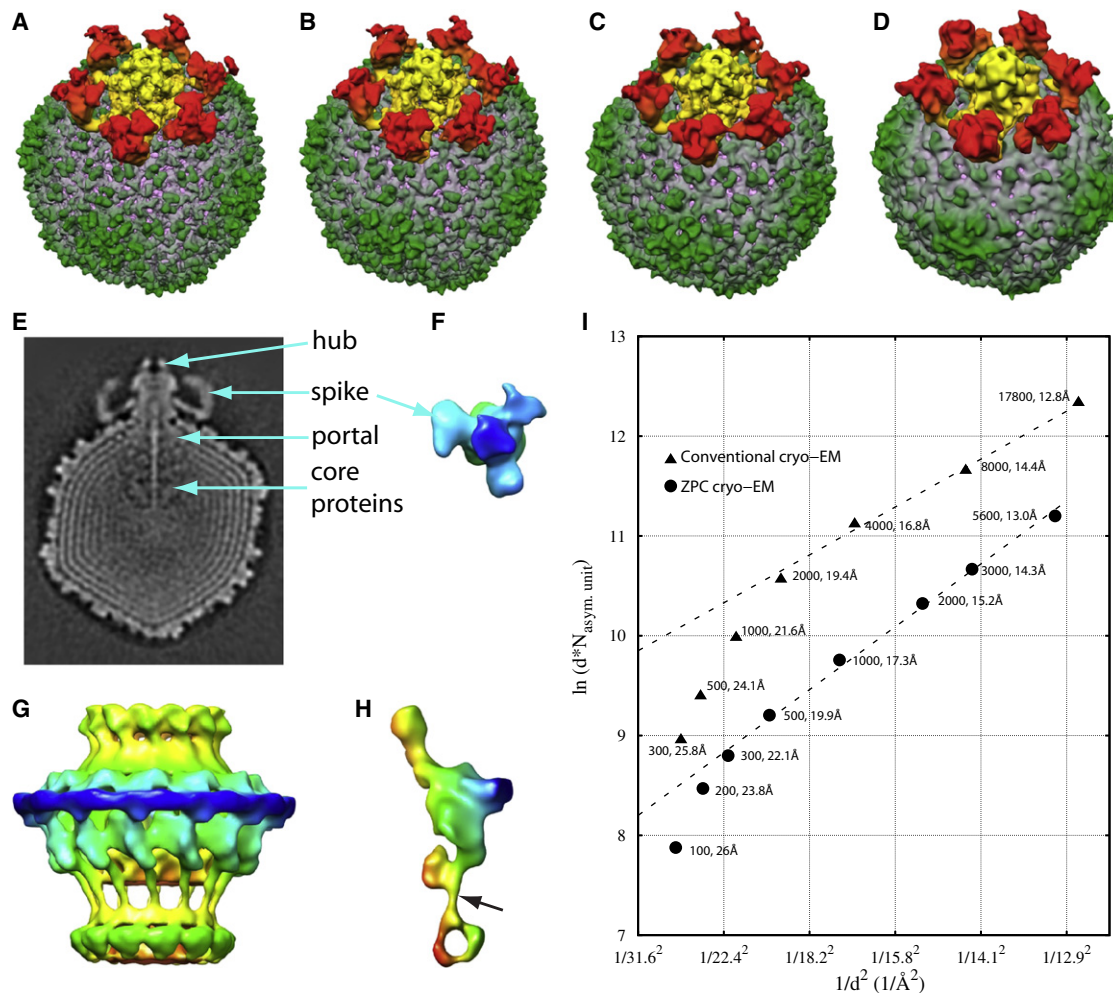 A
B
C
D
E
F
hub
spike
portal
core
proteins
G
H
I
13
12
11
10
9
8
7
ln (d*Nasym. unit)
17800, 12.8Å
▲ Conventional cryo−EM
● ZPC cryo−EM
8000, 14.4Å
5600, 13.0Å
4000, 16.8Å
3000, 14.3Å
2000, 19.4Å
2000, 15.2Å
1000, 21.6Å
1000, 17.3Å
500, 24.1Å
500, 19.9Å
300, 25.8Å
300, 22.1Å
200, 23.8Å
100, 26Å
1/31.6² 1/22.4² 1/18.2² 1/15.8² 1/14.1² 1/12.9²
1/d² (1/Å²)